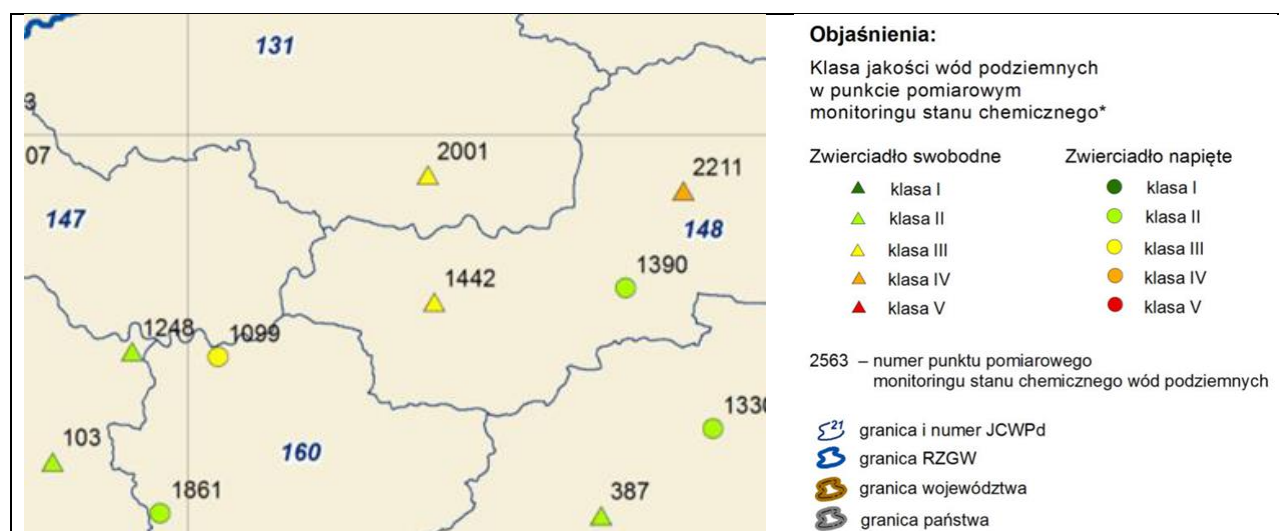 131
3
07
2001
2211
147
148
1390
1442
1248
1099
1330
103
160
1861
387
Objaśnienia:
Klasa jakości wód podziemnych
w punkcie pomiarowym
monitoringu stanu chemicznego*
Zwierciadło swobodne
klasa I
klasa II
klasa III
klasa IV
klasa V
Zwierciadło napięte
klasa I
klasa II
klasa III
klasa IV
klasa V
2563 – numer punktu pomiarowego
monitoringu stanu chemicznego wód podziemnych
21 granica i numer JCWPd
granica RZGW
granica województwa
granica państwa